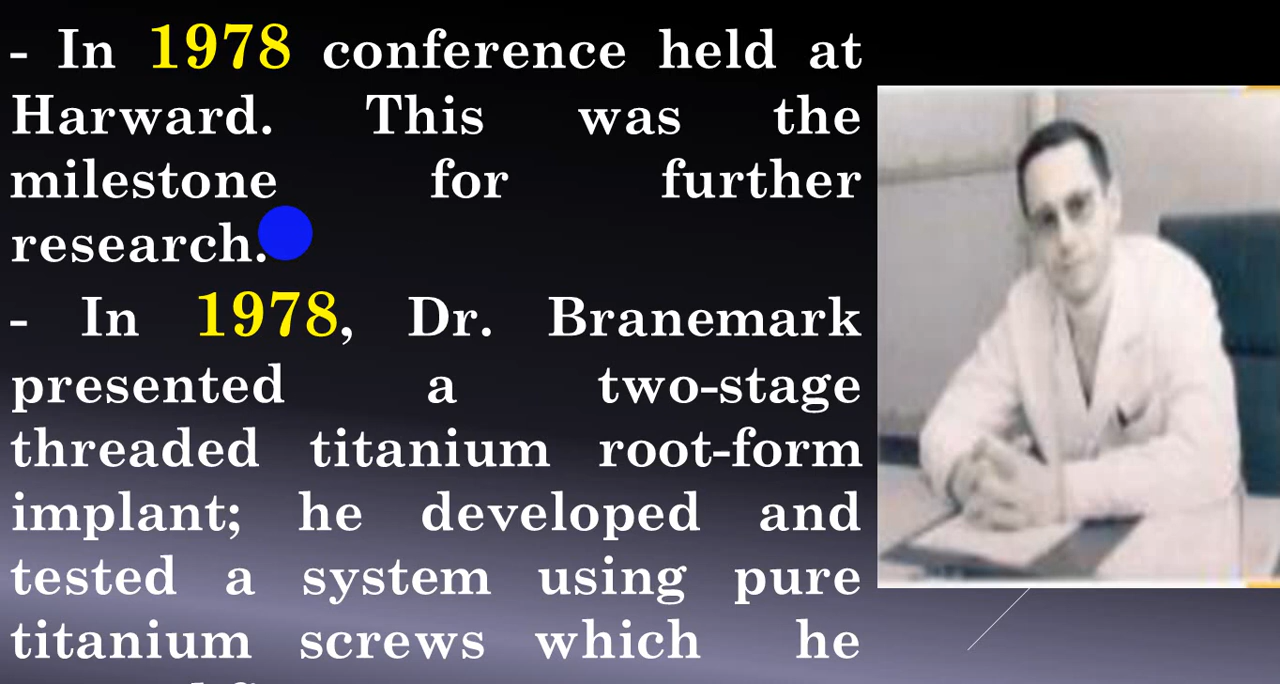 - In 1978 conference held at
Harward. This was the
milestone for further
research.
- In 1978, Dr. Branemark
presented a two-stage
threaded titanium root-form
implant; he developed and
tested a system using pure
titanium screws which he